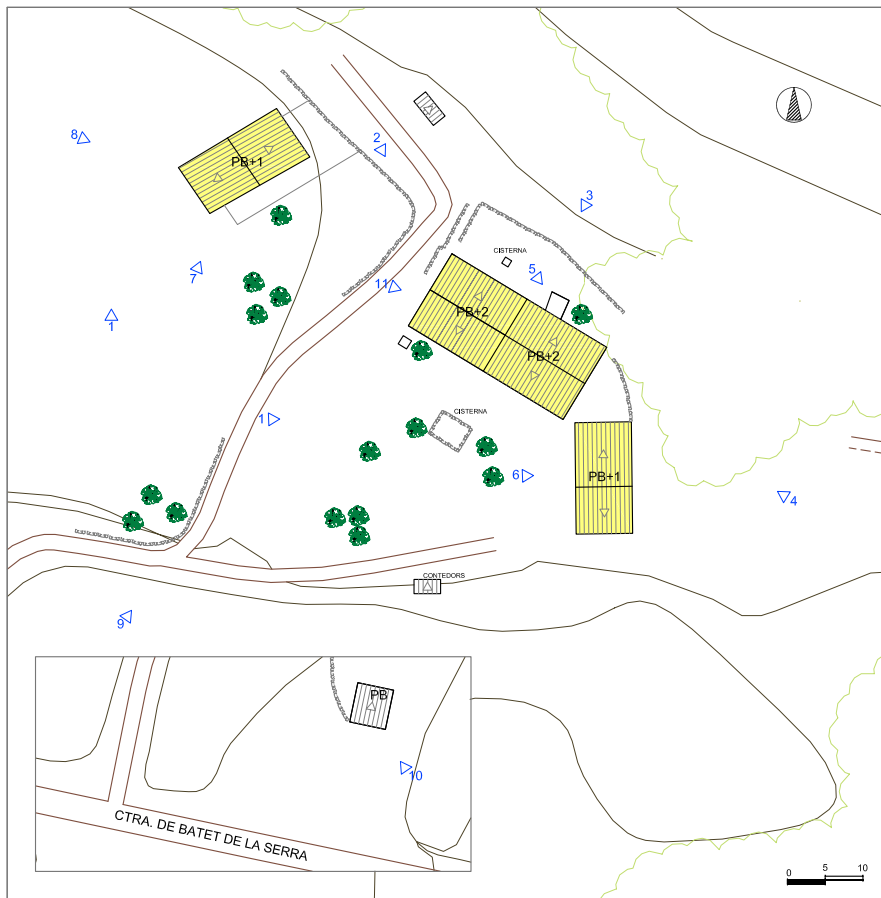 8
2
PB+1
3
CISTERNA
5
7
11
1
PB+2
PB+2
1
CISTERNA
6
PB+1
4
CONTEDORS
9
PB
10
CTRA. DE BATET DE LA SERRA
0 5 10